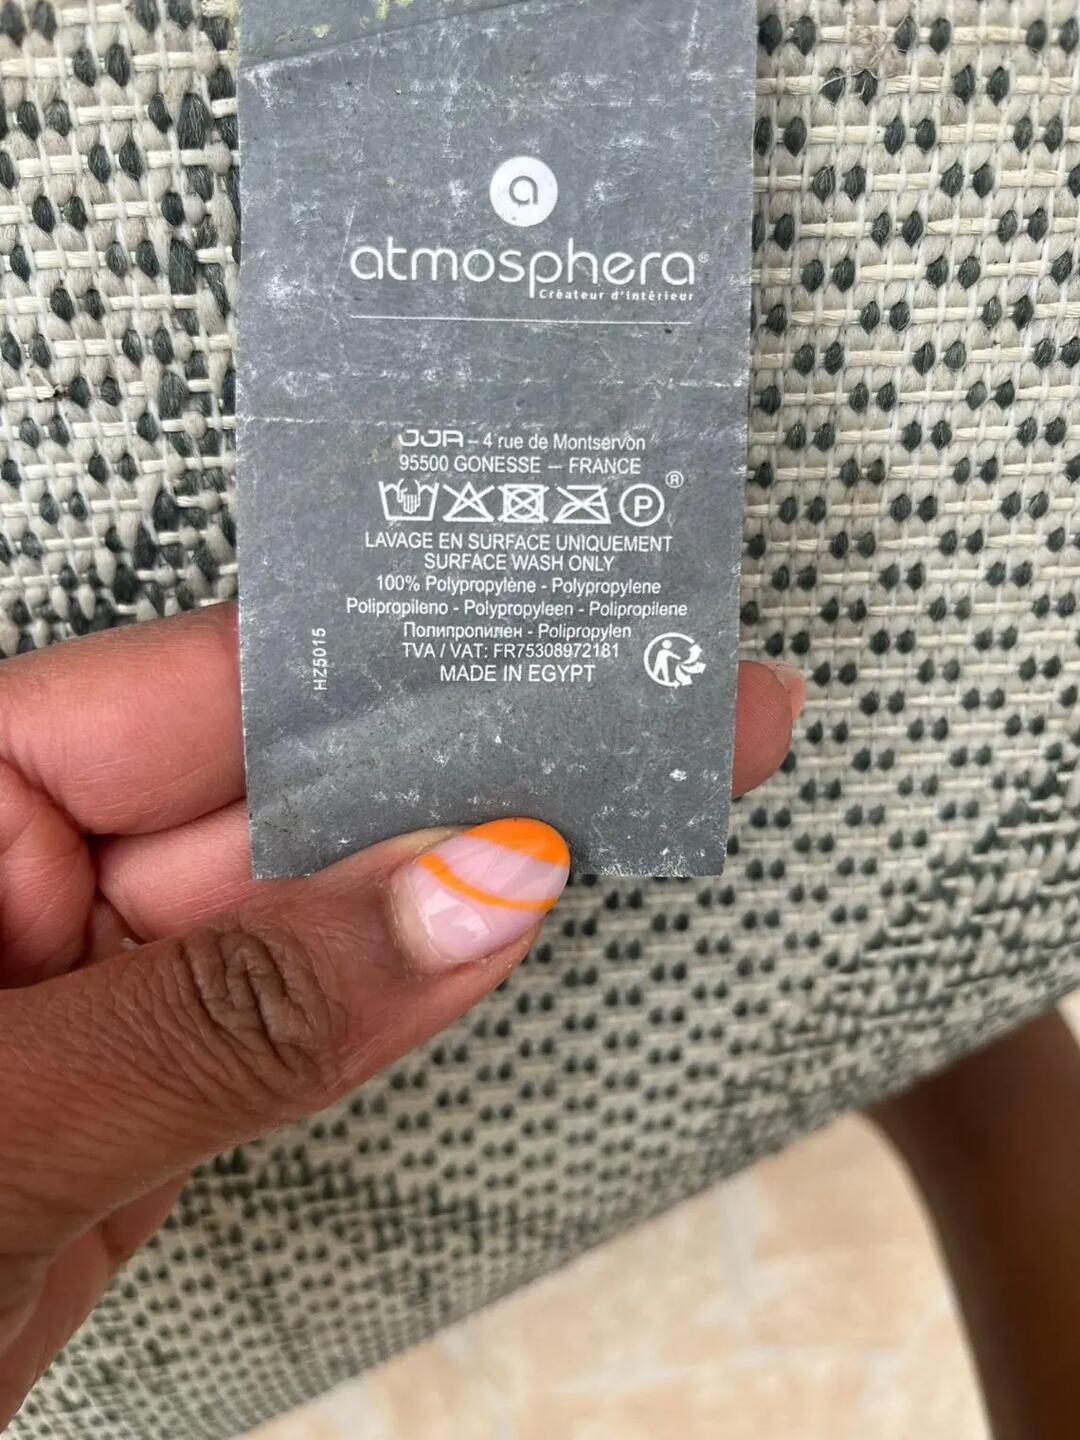 a
atmosphera®
Créateur d'intérieur
JJA – 4 rue de Montservon
95500 GONESSE – FRANCE
P ®
LAVAGE EN SURFACE UNIQUEMENT
SURFACE WASH ONLY
100% Polypropylène - Polypropylene
Polipropileno - Polypropyleen - Polipropilene
Полипропилен - Polipropylen
TVA / VAT: FR75308972181
MADE IN EGYPT
HZ5015